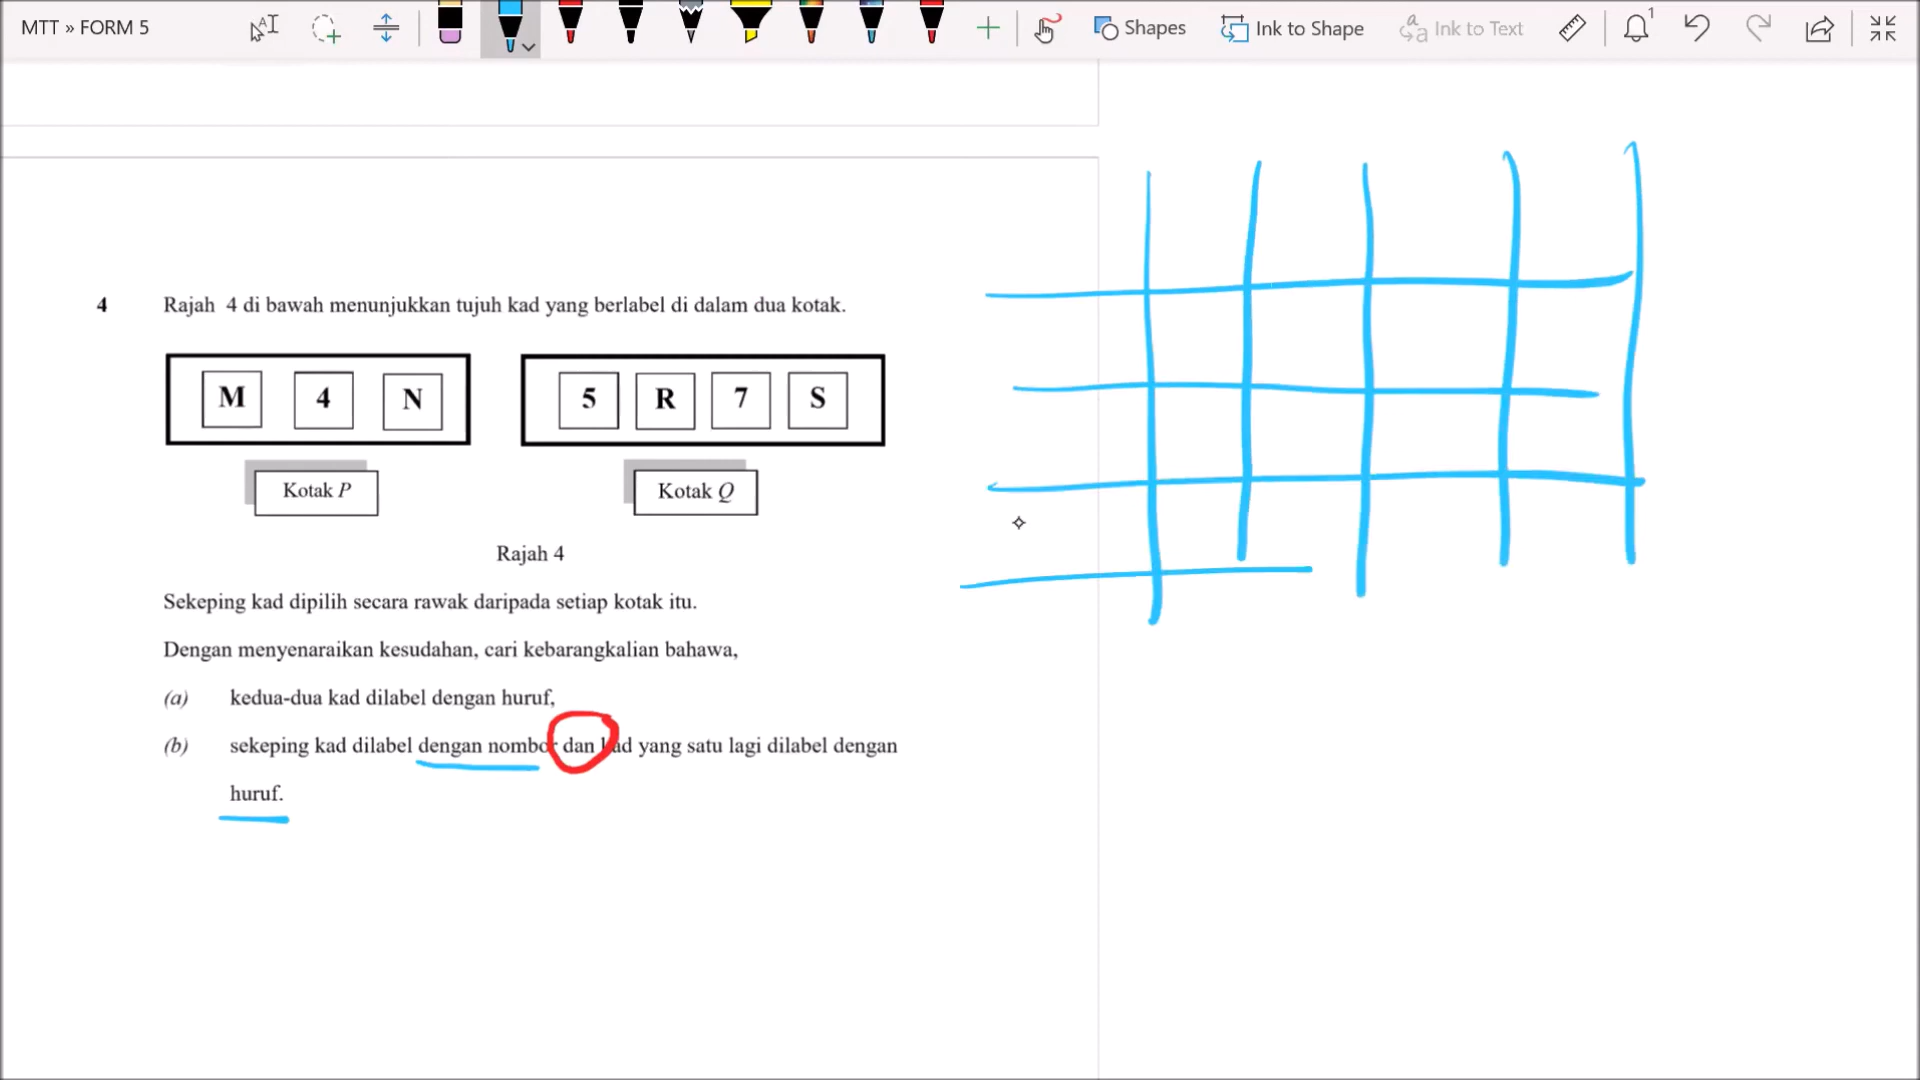 MTT » FORM 5
Shapes
Ink to Shape
Ink to Text
1
4 Rajah 4 di bawah menunjukkan tujuh kad yang berlabel di dalam dua kotak.
M 4 N 5 R 7 S
Kotak P Kotak Q
Rajah 4
Sekeping kad dipilih secara rawak daripada setiap kotak itu.
Dengan menyenaraikan kesudahan, cari kebarangkalian bahawa,
(a) kedua-dua kad dilabel dengan huruf,
(b) sekeping kad dilabel dengan nombor dan kad yang satu lagi dilabel dengan
huruf.